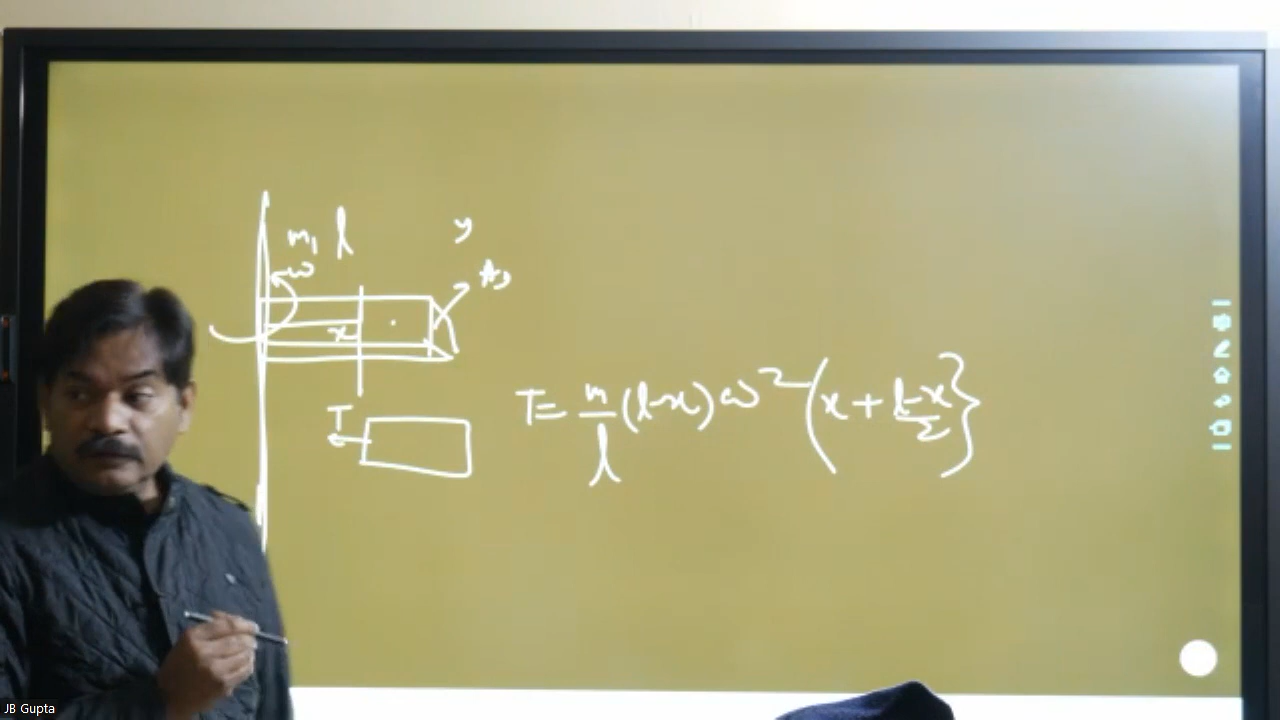 m, l
y
ω
A,
x
T
T = m/l (l-x) ω² (x + l-x/2}
JB Gupta